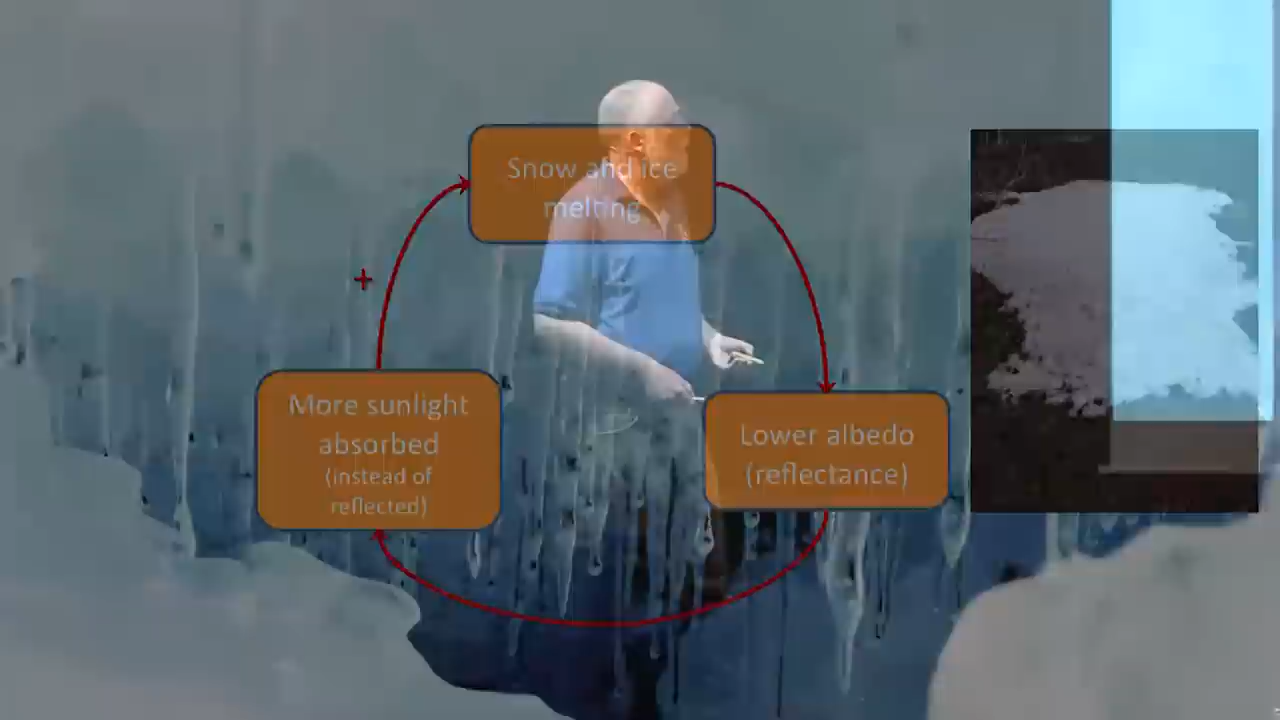 Snow and ice
melting
+
More sunlight
absorbed
(instead of
reflected)
Lower albedo
(reflectance)